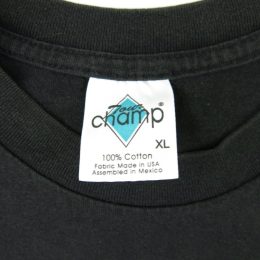 Tour
champ®
XL
100% Cotton
Fabric Made in USA
Assembled in Mexico